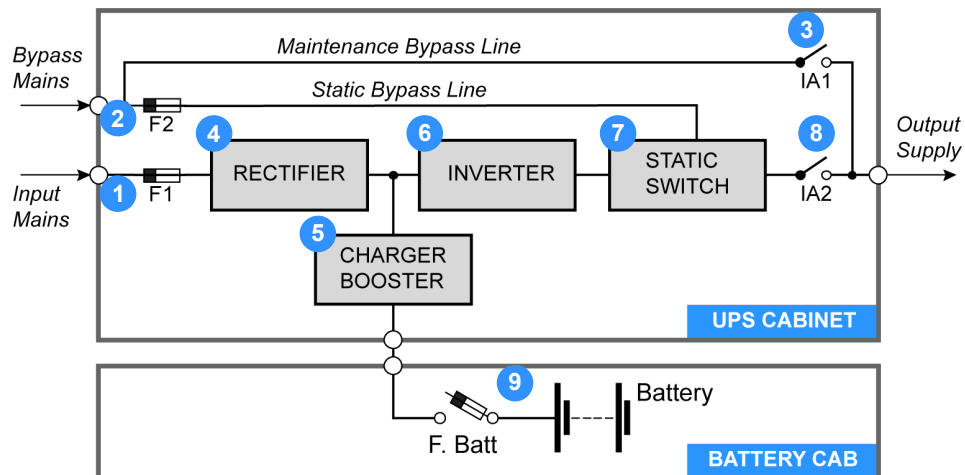 3
Maintenance Bypass Line
Bypass
Mains
IA1
Static Bypass Line
2
F2
4
6
7
8
Output
Supply
RECTIFIER
INVERTER
STATIC
SWITCH
1
F1
IA2
Input
Mains
5
CHARGER
BOOSTER
UPS CABINET
9
Battery
F. Batt
BATTERY CAB